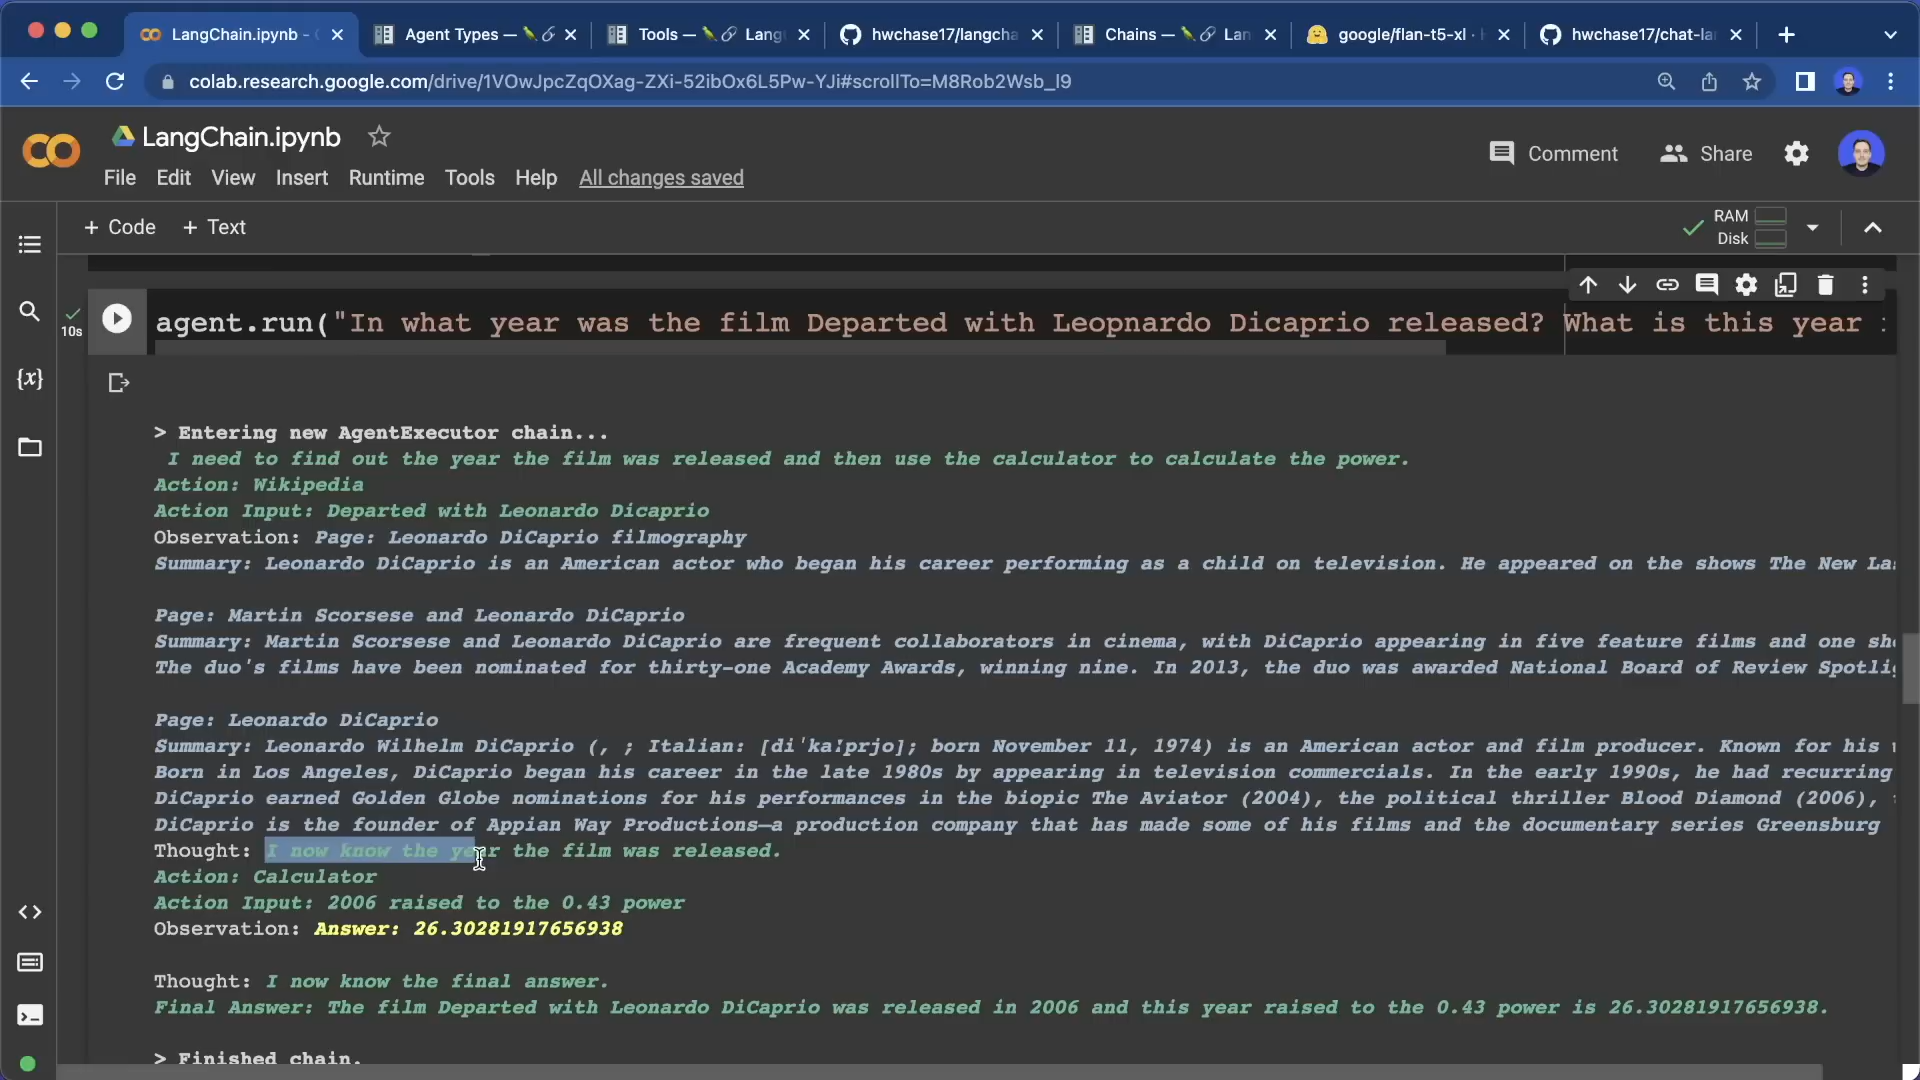 LangChain.ipynb -
Agent Types —
Tools — Lang
hwchase17/langcha
Chains — Lan
google/flan-t5-xl ·
hwchase17/chat-la
colab.research.google.com/drive/1VOwJpcZqOXag-ZXi-52ibOx6L5Pw-YJi#scrollTo=M8Rob2Wsb_l9
LangChain.ipynb
Comment
Share
File Edit View Insert Runtime Tools Help All changes saved
+ Code + Text
RAM
Disk
10s
agent.run("In what year was the film Departed with Leopnardo Dicaprio released? What is this year
> Entering new AgentExecutor chain...
I need to find out the year the film was released and then use the calculator to calculate the power.
Action: Wikipedia
Action Input: Departed with Leonardo Dicaprio
Observation: Page: Leonardo DiCaprio filmography
Summary: Leonardo DiCaprio is an American actor who began his career performing as a child on television. He appeared on the shows The New La
Page: Martin Scorsese and Leonardo DiCaprio
Summary: Martin Scorsese and Leonardo DiCaprio are frequent collaborators in cinema, with DiCaprio appearing in five feature films and one sh
The duo's films have been nominated for thirty-one Academy Awards, winning nine. In 2013, the duo was awarded National Board of Review Spotli
Page: Leonardo DiCaprio
Summary: Leonardo Wilhelm DiCaprio (, ; Italian: [diˈkaːprjo]; born November 11, 1974) is an American actor and film producer. Known for his
Born in Los Angeles, DiCaprio began his career in the late 1980s by appearing in television commercials. In the early 1990s, he had recurring
DiCaprio earned Golden Globe nominations for his performances in the biopic The Aviator (2004), the political thriller Blood Diamond (2006),
DiCaprio is the founder of Appian Way Productions—a production company that has made some of his films and the documentary series Greensburg
Thought: I now know the year the film was released.
Action: Calculator
Action Input: 2006 raised to the 0.43 power
Observation: Answer: 26.30281917656938
Thought: I now know the final answer.
Final Answer: The film Departed with Leonardo DiCaprio was released in 2006 and this year raised to the 0.43 power is 26.30281917656938.
> Finished chain.